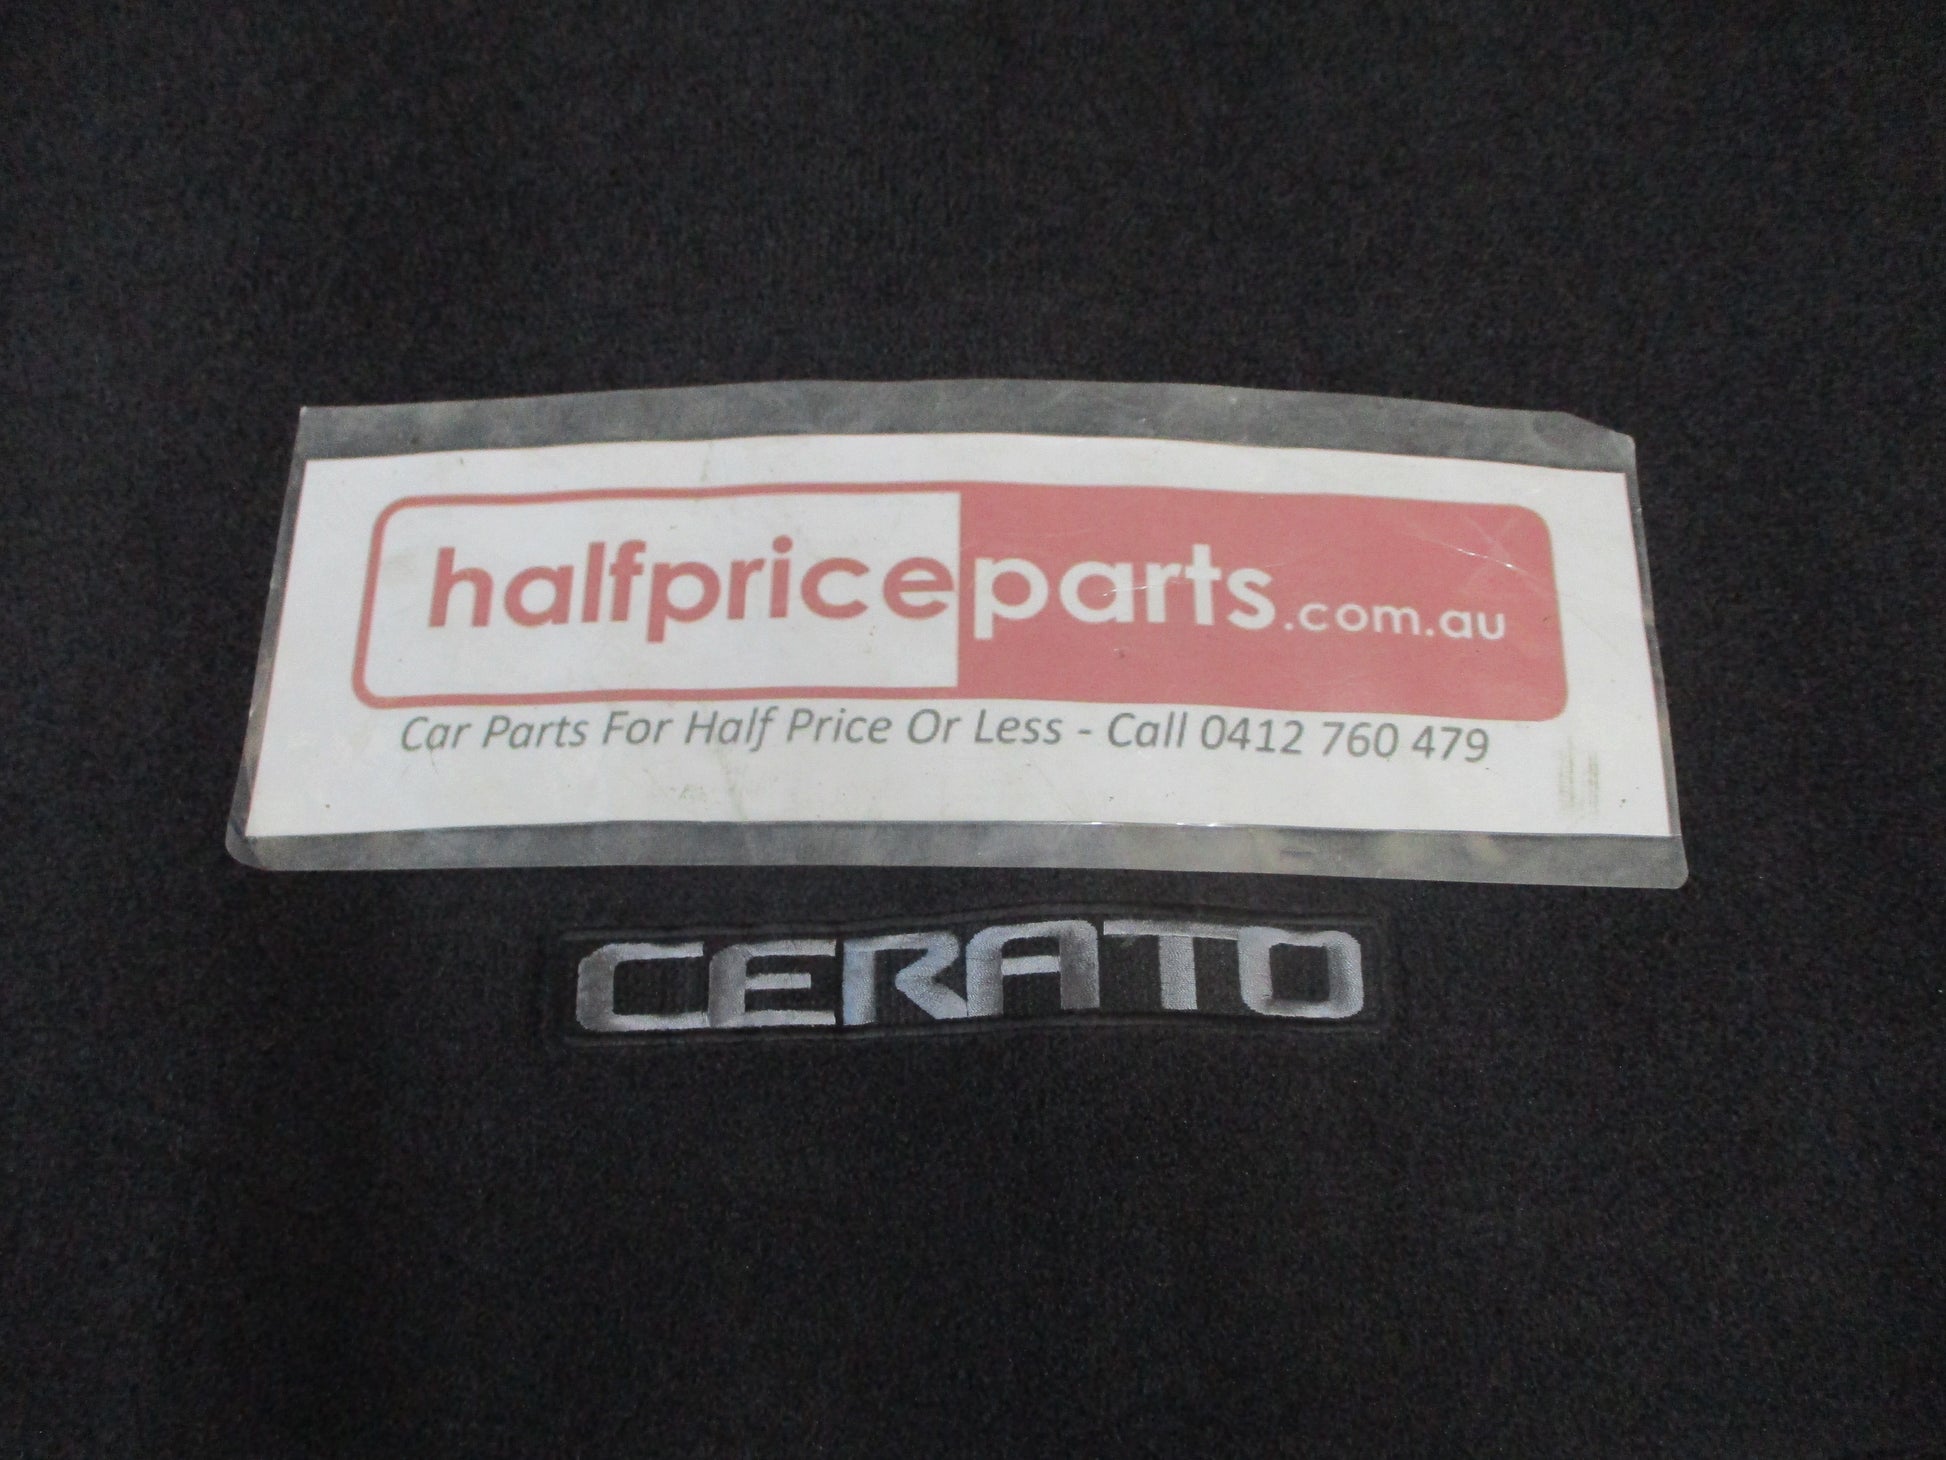 halfpriceparts.com.au
Car Parts For Half Price Or Less - Call 0412 760 479
CERATO